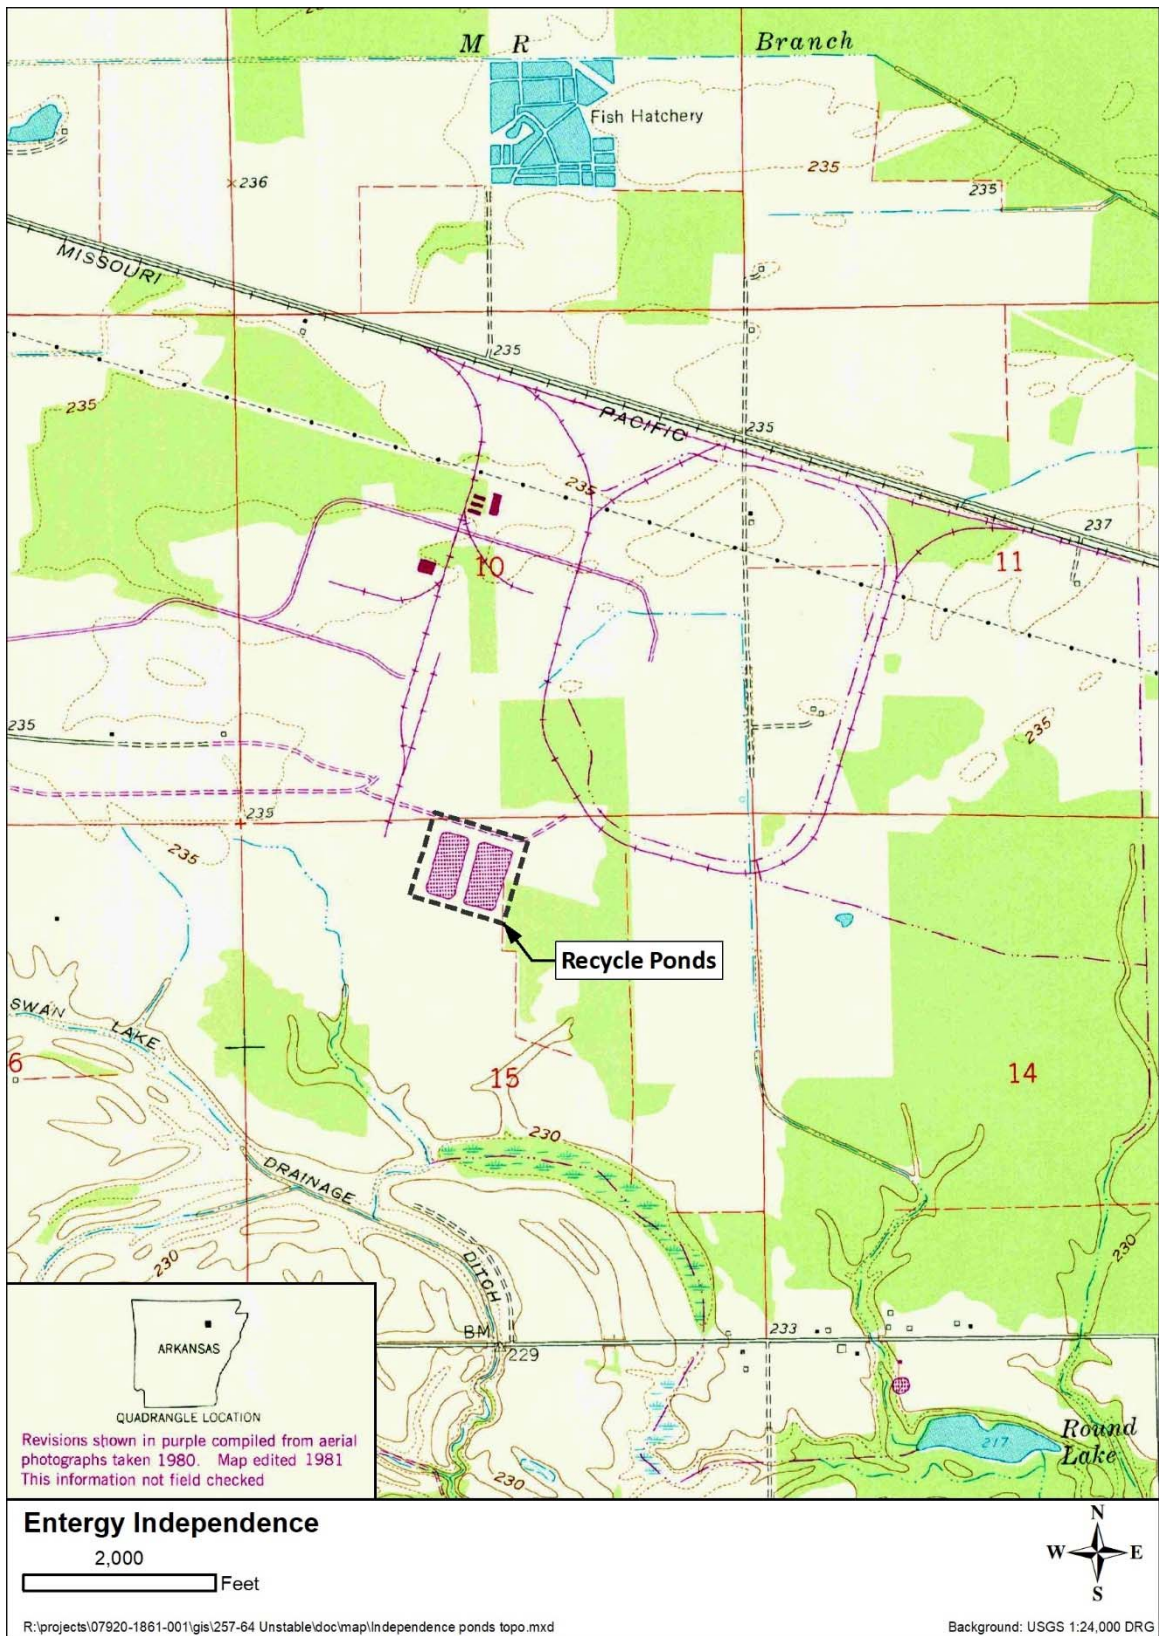 M R Branch
Fish Hatchery
235
236
235
MISSOURI
235
235
PACIFIC
235
235
237
10
11
235
235
235
235
235
SWAN
LAKE
6
Recycle Ponds
15
14
230
DRAINAGE
230
230
DITCH
BM
229
233
230
217
Round
Lake
ARKANSAS
QUADRANGLE LOCATION
Revisions shown in purple compiled from aerial
photographs taken 1980. Map edited 1981
This information not field checked
Entergy Independence
2,000
Feet
N
W E
S
R:\projects\07920-1861-001\gis\257-64 Unstable\doc\map\Independence ponds topo.mxd
Background: USGS 1:24,000 DRG